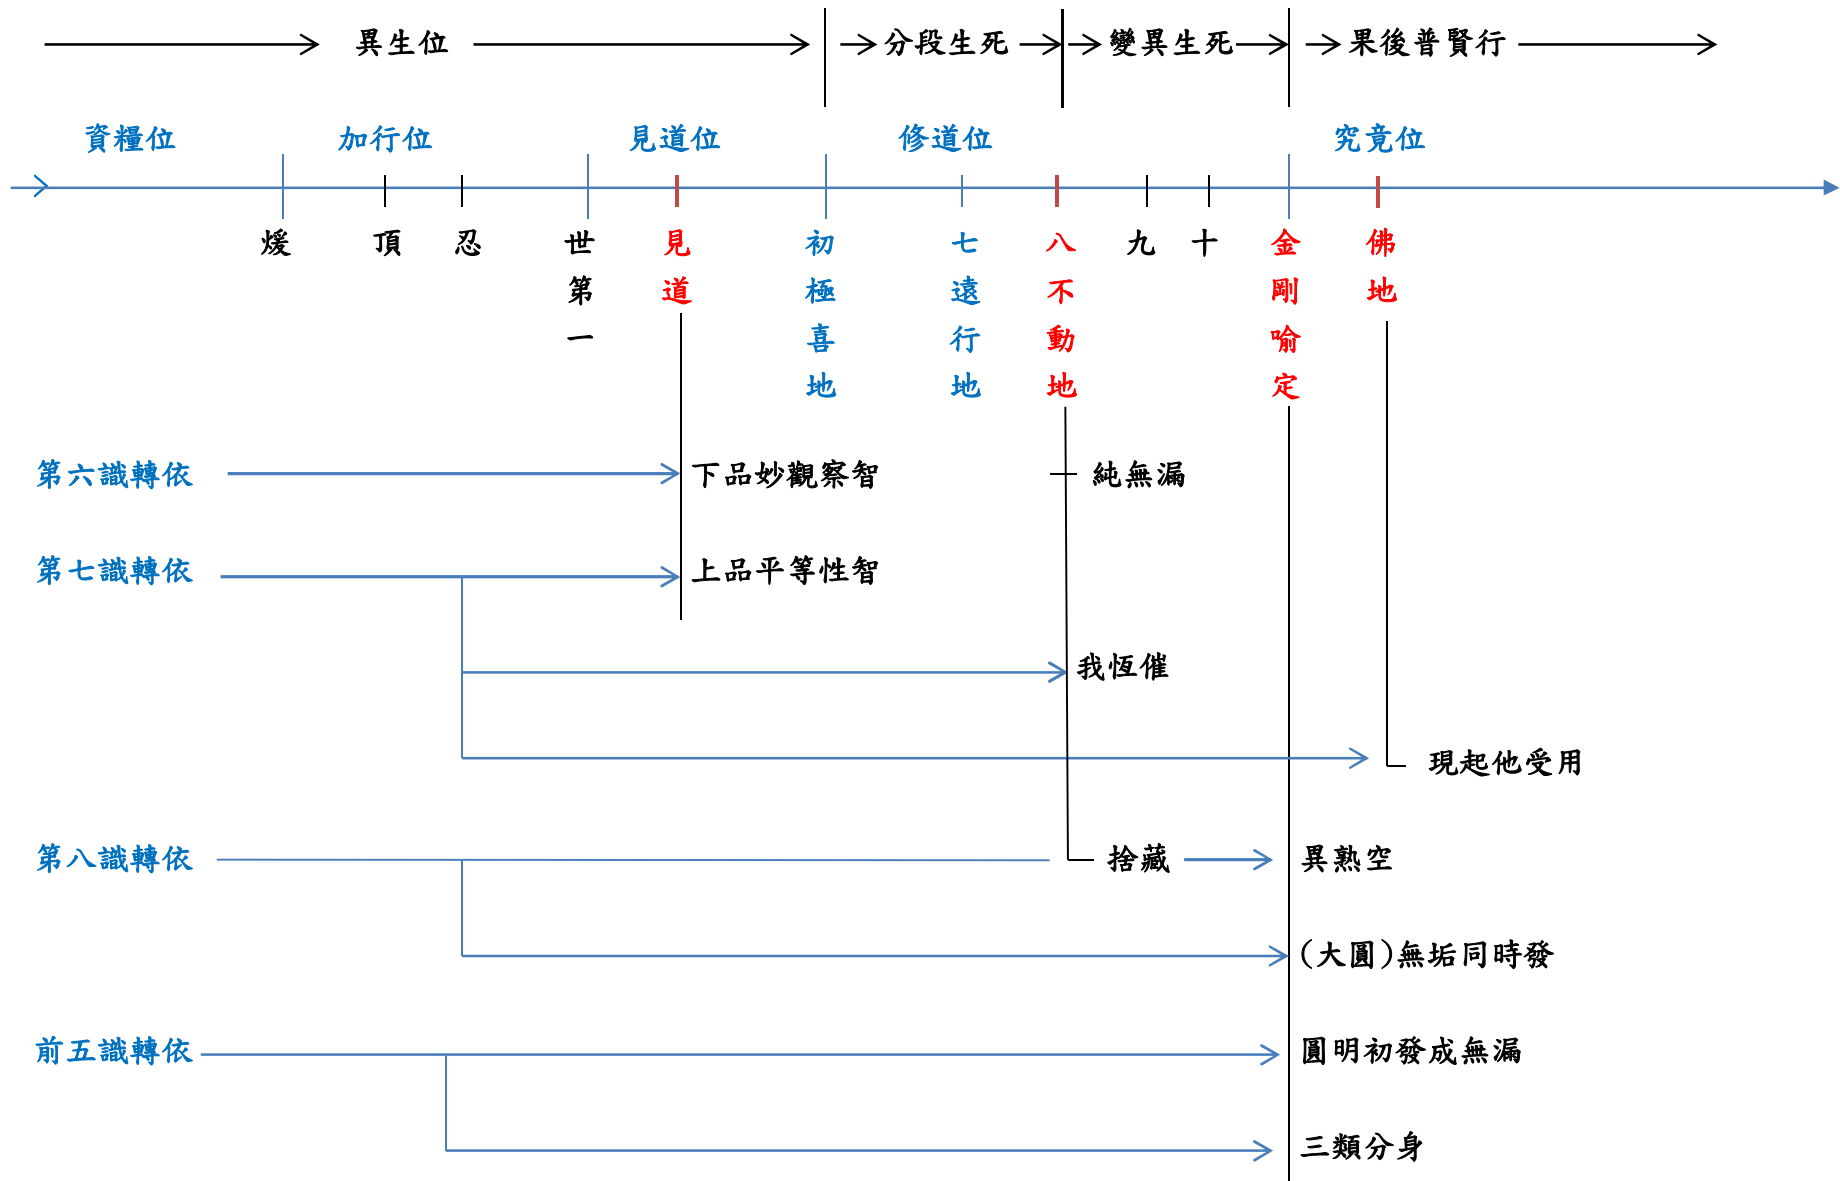 異生位 分段生死 變異生死 果後普賢行
資糧位 加行位 見道位 修道位 究竟位
煖 頂 忍 世第一 見道 初極喜地 七遠行地 八不動地 九 十 金剛喻定 佛地
第六識轉依 下品妙觀察智 純無漏
第七識轉依 上品平等性智
我恆催
現起他受用
第八識轉依 捨藏 異熟空
(大圓)無垢同時發
前五識轉依 圓明初發成無漏
三類分身